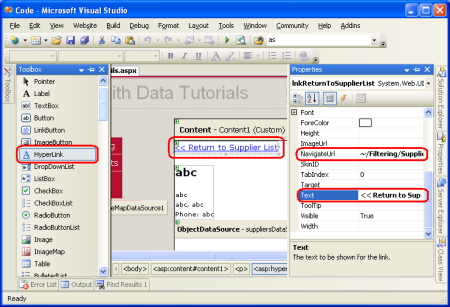 Code - Microsoft Visual Studio
File Edit View Website Build Debug Format Layout Tools Window Community Help Addins
as
Toolbox
Toolbox
Pointer
Label
TextBox
Button
LinkButton
ImageButton
HyperLink
DropDownList
ListBox
CheckBox
CheckBoxList
RadioButton
RadioButtonList
Image
ImageMap
Table
BulletedList
ils.aspx
ith Data Tutorials
Content - Content1 (Custom)
<< Return to Supplier List
abc
abc
abc, abc
Phone: abc
eMapDataSource1
ObjectDataSource - suppliersDataS
<body> <asp:content#content1> <p> <asp:hype
Properties
lnkReturnToSupplierList System.Web.UI
Font
ForeColor
Height
ImageUrl
NavigateUrl ~/Filtering/Supplie
SkinID
TabIndex 0
Target
Text << Return to Sup
ToolTip
Visible True
Width
Text
The text to be shown for the link.
Solution Explorer
Properties
Server Explorer
Class View
Error List Output Find Results 1
Ready